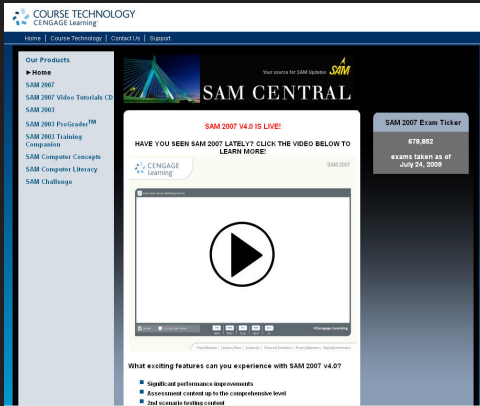 COURSE TECHNOLOGY
CENGAGE Learning
Home | Course Technology | Contact Us | Support
Our Products
►Home
SAM 2007
SAM 2007 Video Tutorials CD
SAM 2003
SAM 2003 ProGrader™
SAM 2003 Training
Companion
SAM Computer Concepts
SAM Computer Literacy
SAM Challenge
Your source for SAM Updates
SAM
SAM CENTRAL
SAM 2007 V4.0 IS LIVE!
HAVE YOU SEEN SAM 2007 LATELY? CLICK THE VIDEO BELOW TO
LEARN MORE!
CENGAGE
Learning
SAM 2007
©Cengage Learning
What exciting features can you experience with SAM 2007 v4.0?
Significant performance improvements
Assessment content up to the comprehensive level
2nd scenario testing content
SAM 2007 Exam Ticker
678,852
exams taken as of
July 24, 2009